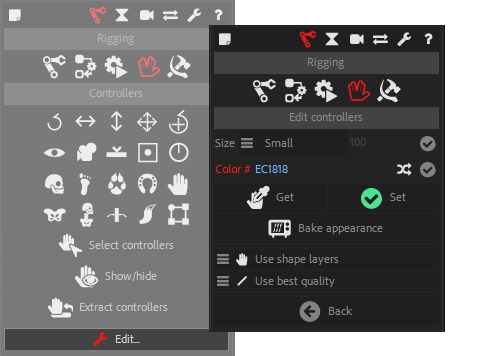 ?
Rigging
Controllers
Select controllers
Show/hide
Extract controllers
Edit...
?
Rigging
Edit controllers
Size Small 100
Color # EC1818
Get Set
Bake appearance
Use shape layers
Use best quality
Back